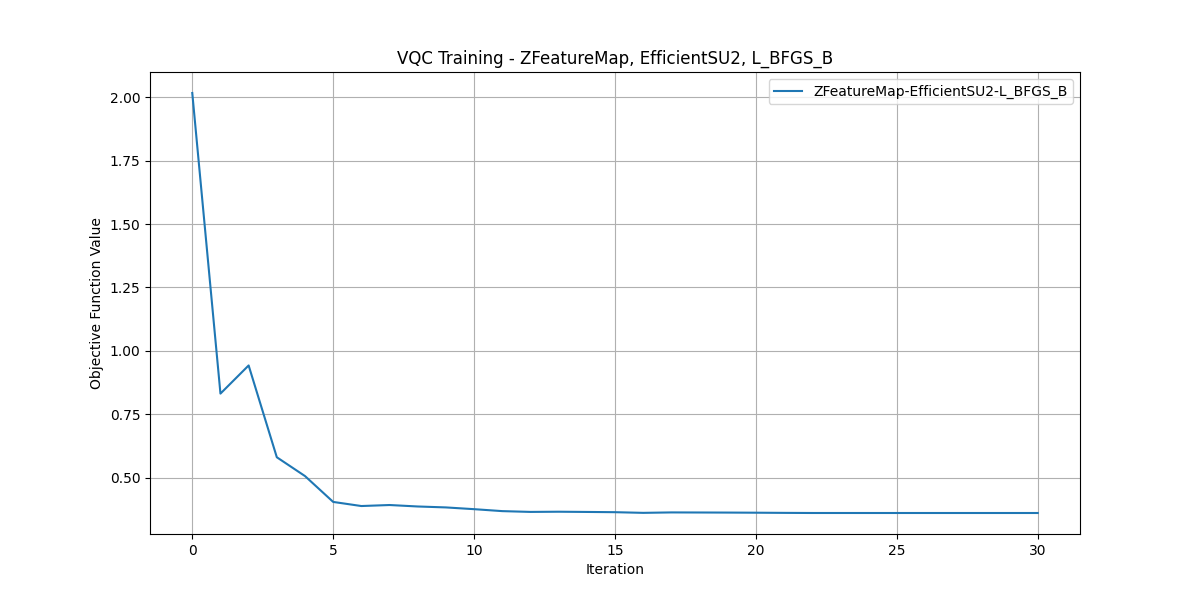 VQC Training - ZFeatureMap, EfficientSU2, L_BFGS_B
ZFeatureMap-EfficientSU2-L_BFGS_B
Objective Function Value
2.00
1.75
1.50
1.25
1.00
0.75
0.50
0 5 10 15 20 25 30
Iteration